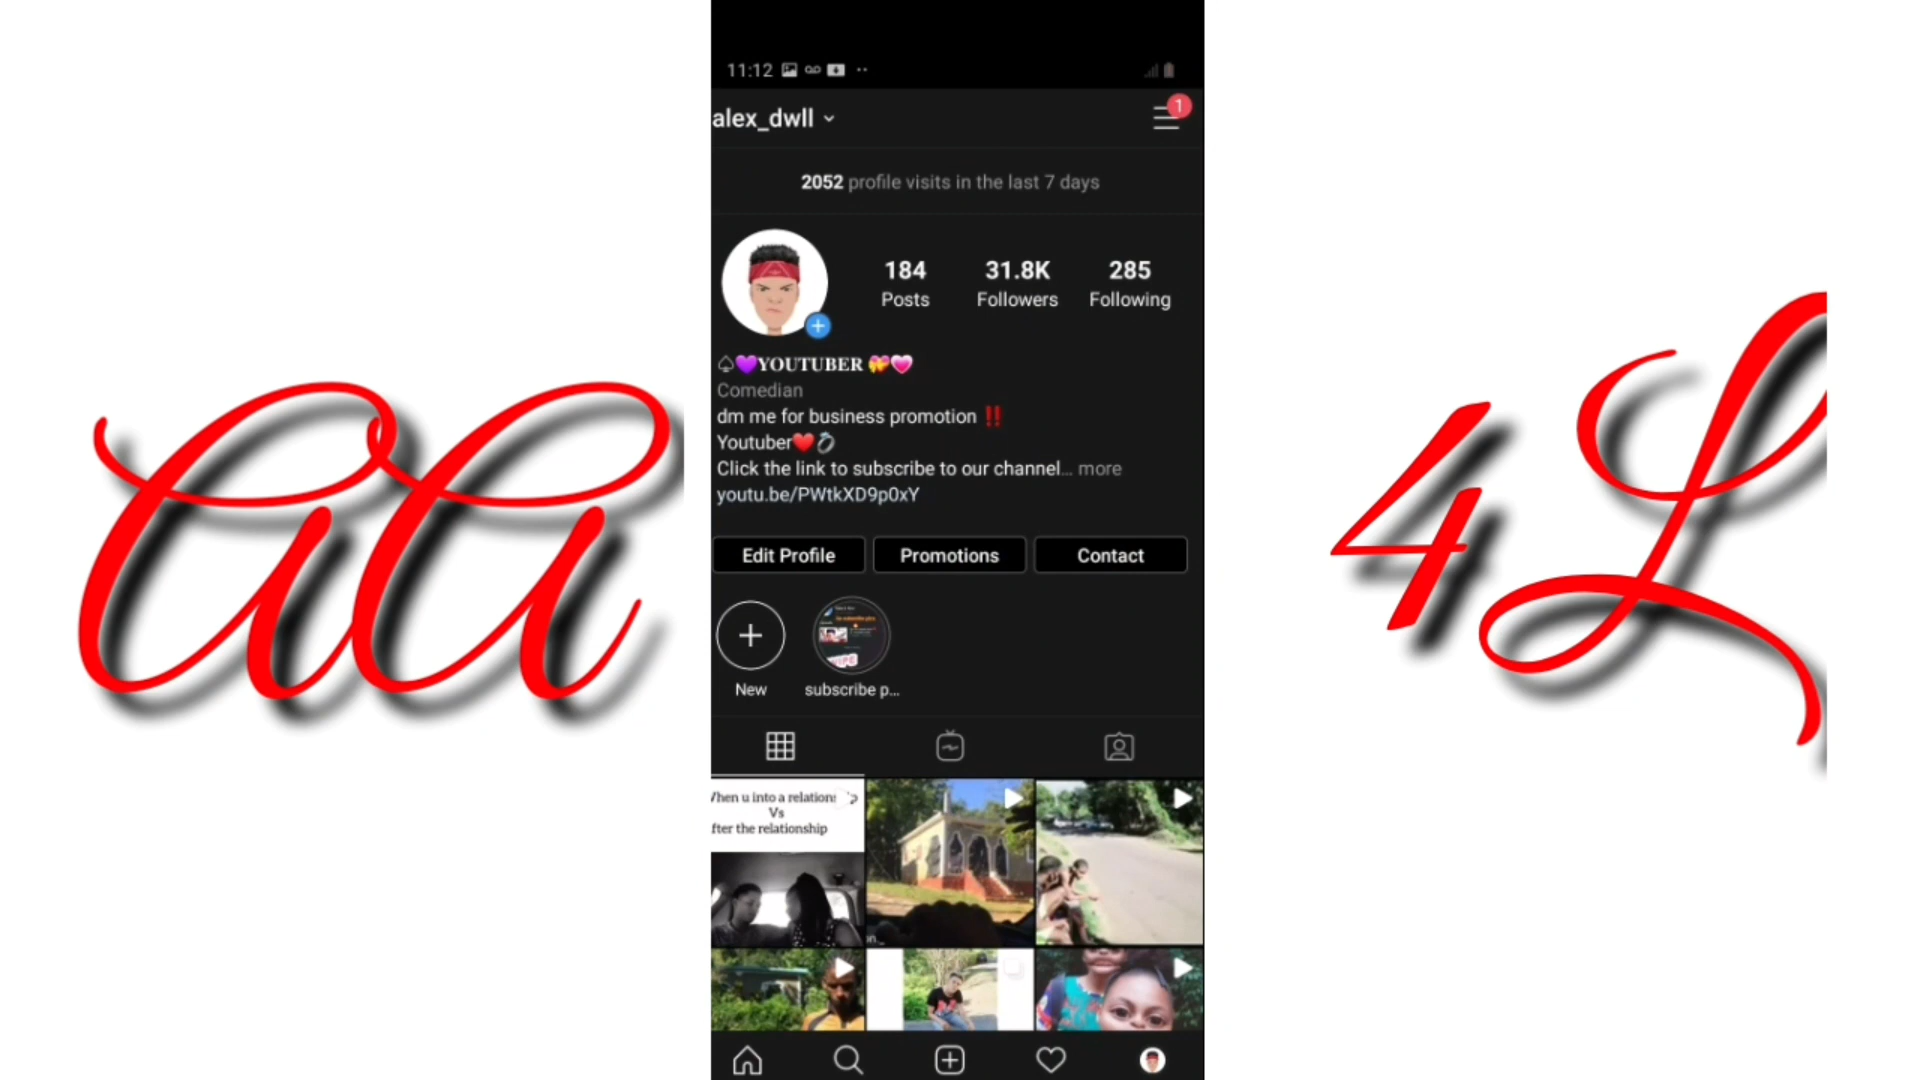 aa
11:12
alex_dwll
1
2052 profile visits in the last 7 days
184 31.8K 285
Posts Followers Following
♤💜YOUTUBER 💝💗
Comedian
dm me for business promotion ‼️
Youtuber❤️💍
Click the link to subscribe to our channel... more
youtu.be/PWtkXD9p0xY
Edit Profile Promotions Contact
New subscribe p...
hen u into a relations
Vs
fter the relationship
4L